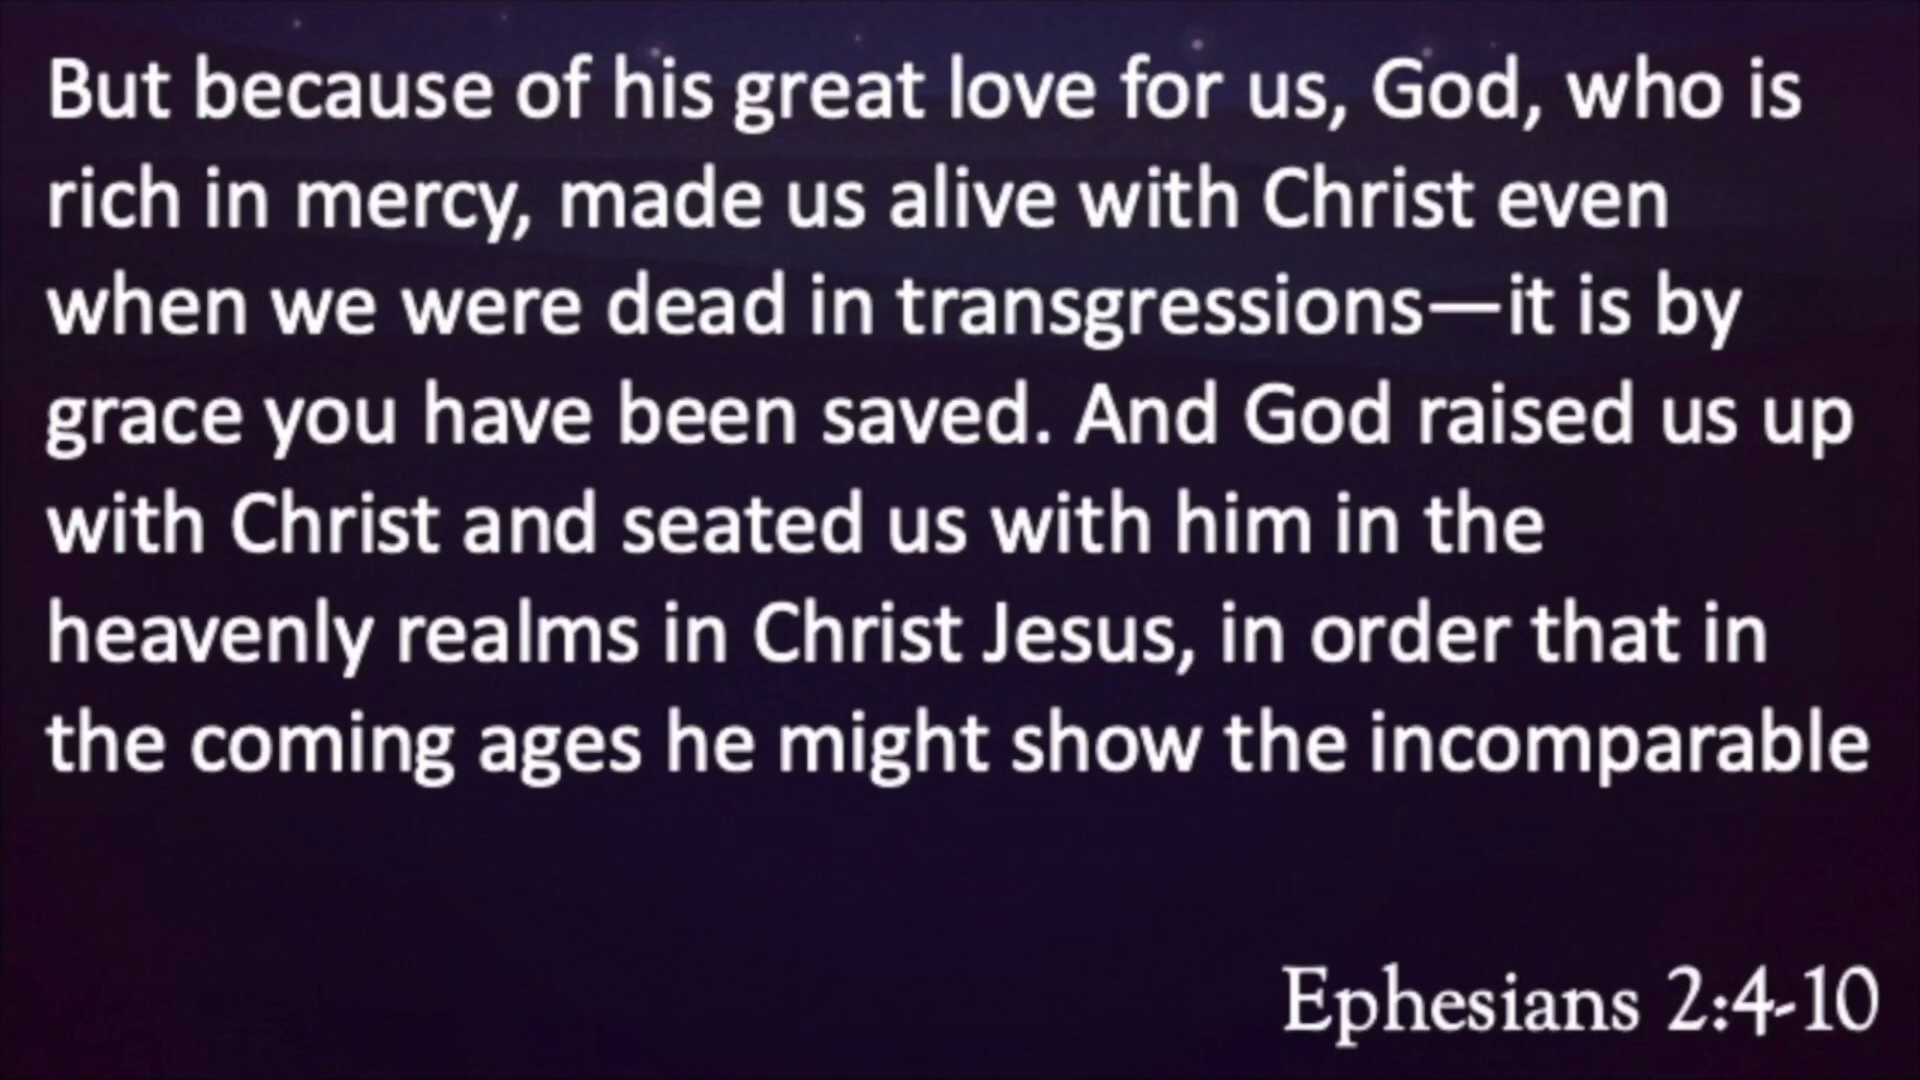 But because of his great love for us, God, who is
rich in mercy, made us alive with Christ even
when we were dead in transgressions—it is by
grace you have been saved. And God raised us up
with Christ and seated us with him in the
heavenly realms in Christ Jesus, in order that in
the coming ages he might show the incomparable
Ephesians 2:4-10